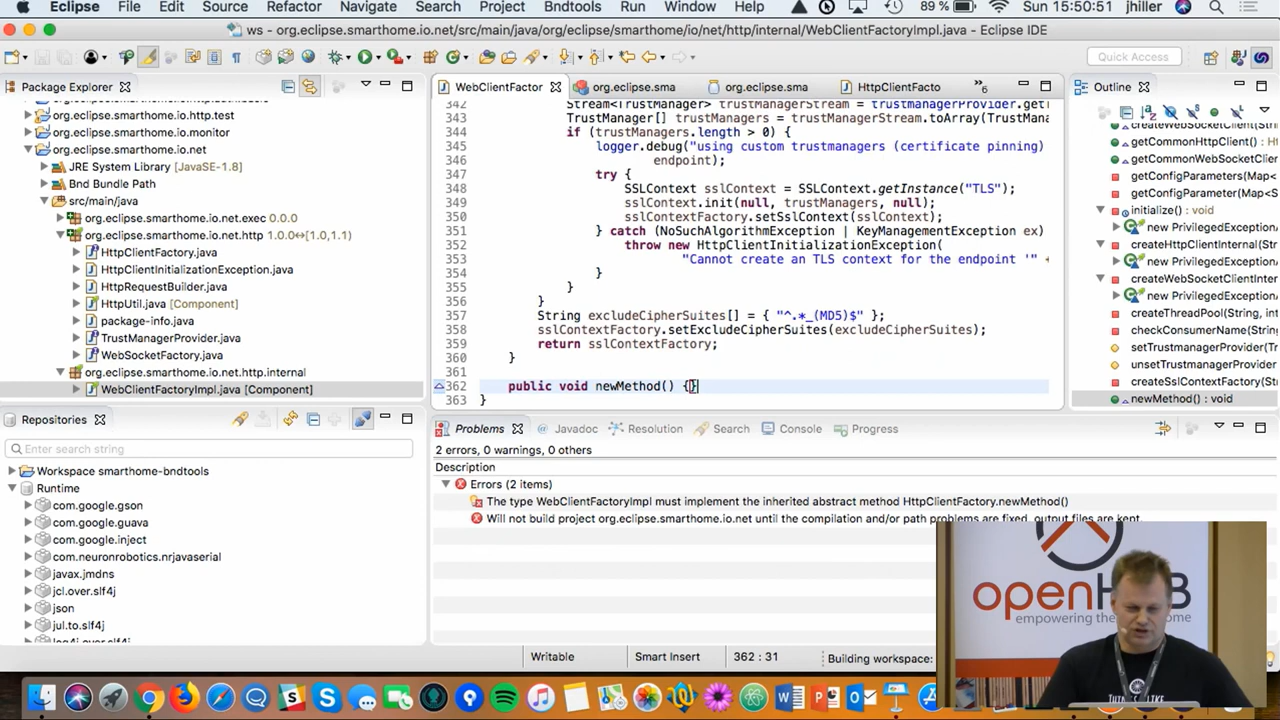 Eclipse File Edit Source Refactor Navigate Search Project Bndtools Run Window Help 89 % Sun 15:50:51 jhiller
ws - org.eclipse.smarthome.io.net/src/main/java/org/eclipse/smarthome/io/net/http/internal/WebClientFactoryImpl.java - Eclipse IDE
Quick Access
Package Explorer
org.eclipse.smarthome.io.http.test
org.eclipse.smarthome.io.monitor
org.eclipse.smarthome.io.net
JRE System Library [JavaSE-1.8]
Bnd Bundle Path
src/main/java
org.eclipse.smarthome.io.net.exec 0.0.0
org.eclipse.smarthome.io.net.http 1.0.0↔[1.0,1.1)
HttpClientFactory.java
HttpClientInitializationException.java
HttpRequestBuilder.java
HttpUtil.java [Component]
package-info.java
TrustManagerProvider.java
WebSocketFactory.java
org.eclipse.smarthome.io.net.http.internal
WebClientFactoryImpl.java [Component]
Repositories
Enter search string
Workspace smarthome-bndtools
Runtime
com.google.gson
com.google.guava
com.google.inject
com.neuronrobotics.nrjavaserial
javax.jmdns
jcl.over.slf4j
json
jul.to.slf4j
log4j.over.slf4j
WebClientFactor org.eclipse.sma org.eclipse.sma HttpClientFacto »6
342 Stream<TrustManager> trustmanagerStream = trustmanagerProvider.getT
343 TrustManager[] trustManagers = trustManagerStream.toArray(TrustMana
344 if (trustManagers.length > 0) {
345 logger.debug("using custom trustmanagers (certificate pinning)
346 endpoint);
347 try {
348 SSLContext sslContext = SSLContext.getInstance("TLS");
349 sslContext.init(null, trustManagers, null);
350 sslContextFactory.setSslContext(sslContext);
351 } catch (NoSuchAlgorithmException | KeyManagementException ex)
352 throw new HttpClientInitializationException(
353 "Cannot create an TLS context for the endpoint '" +
354 }
355 }
356 }
357 String excludeCipherSuites[] = { "^.*_(MD5)$" };
358 sslContextFactory.setExcludeCipherSuites(excludeCipherSuites);
359 return sslContextFactory;
360 }
361
362 public void newMethod() {}
363 }
Outline
createWebSocketClient(St
getCommonHttpClient() : H
getCommonWebSocketCli
getConfigParameters(Map<
getConfigParameter(Map<S
initialize() : void
new PrivilegedException
createHttpClientInternal(St
new PrivilegedException
createWebSocketClientInter
new PrivilegedException
createThreadPool(String, int
checkConsumerName(String
setTrustmanagerProvider(Tr
unsetTrustmanagerProvider
createSslContextFactory(St
newMethod() : void
Problems Javadoc Resolution Search Console Progress
2 errors, 0 warnings, 0 others
Description
Errors (2 items)
The type WebClientFactoryImpl must implement the inherited abstract method HttpClientFactory.newMethod()
Will not build project org.eclipse.smarthome.io.net until the compilation and/or path problems are fixed, output files are kept.
Writable Smart Insert 362 : 31 Building workspace:
empowering the